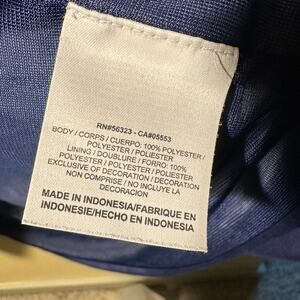 RN#56323 - CA#05553
BODY / CORPS / CUERPO: 100% POLYESTER /
POLYESTER / POLIESTER
LINING / DOUBLURE / FORRO: 100%
POLYESTER / POLYESTER / POLIESTER
EXCLUSIVE OF DECORATION / DECORATION
NON COMPRISE / NO INCLUYE LA
DECORACION
MADE IN INDONESIA/FABRIQUE EN
INDONESIE/HECHO EN INDONESIA